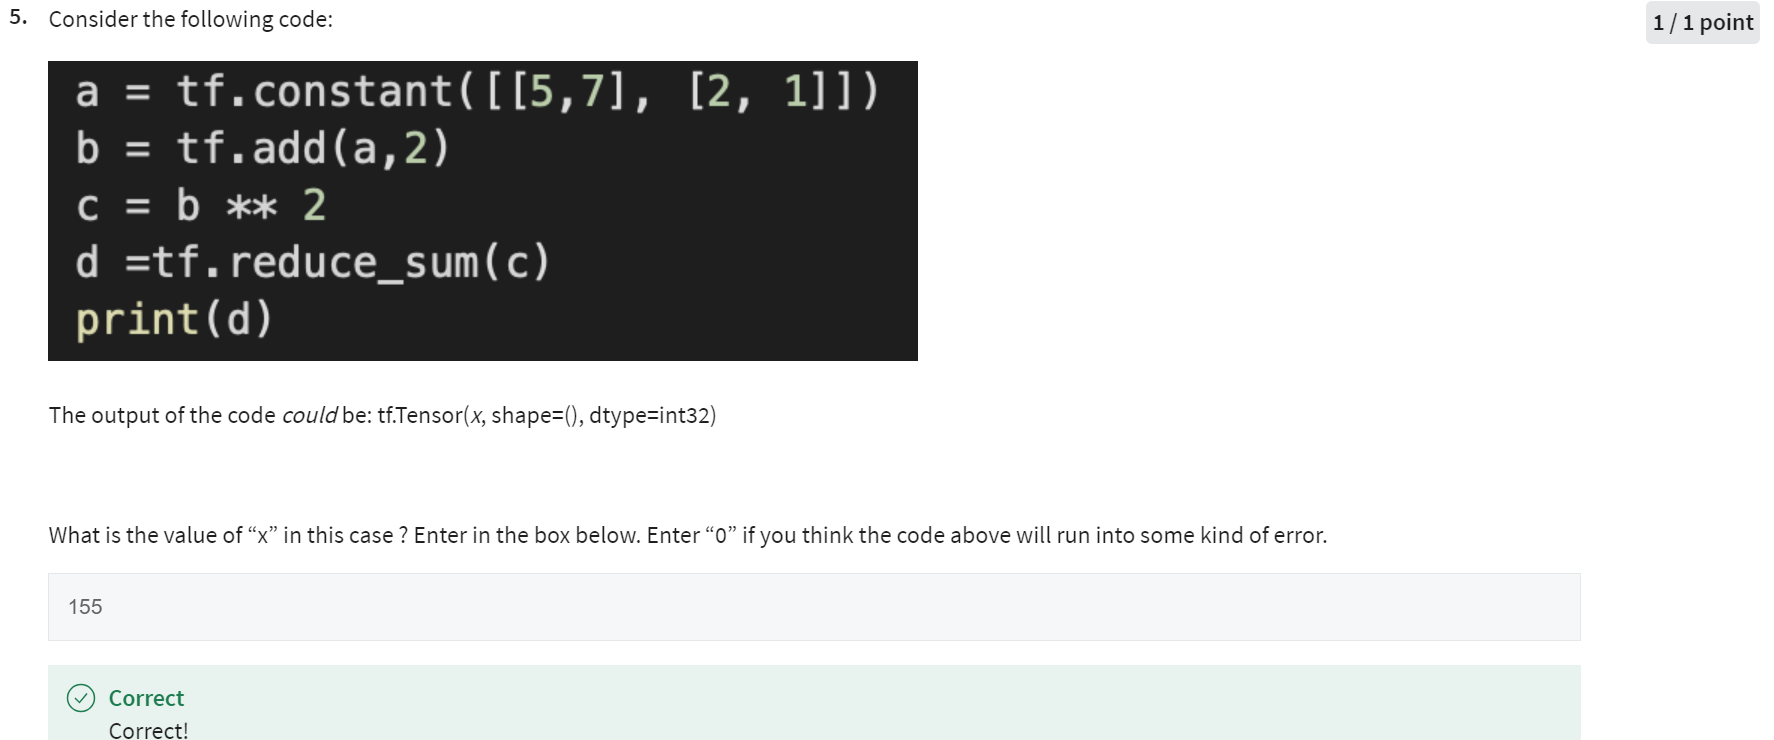 5. Consider the following code:
1 / 1 point
a = tf.constant([[5,7], [2, 1]])
b = tf.add(a,2)
c = b ** 2
d =tf.reduce_sum(c)
print(d)
The output of the code could be: tf.Tensor(x, shape=(), dtype=int32)
What is the value of “x” in this case ? Enter in the box below. Enter “0” if you think the code above will run into some kind of error.
155
Correct
Correct!